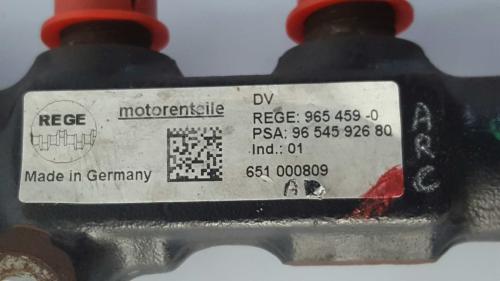 REGE
motorenteile
Made in Germany
DV
REGE: 965 459 -0
PSA: 96 545 926 80
Ind.: 01
651 000809
ARC